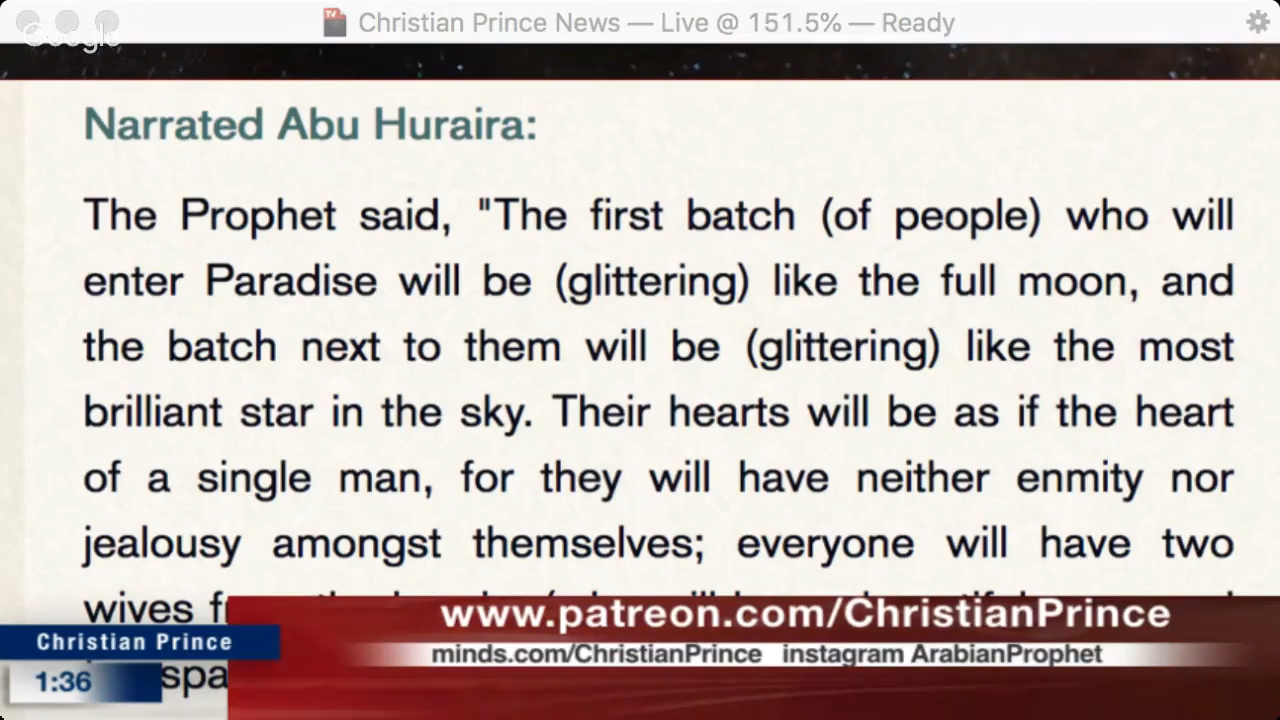 Christian Prince News — Live @ 151.5% — Ready
Google
Narrated Abu Huraira:
The Prophet said, "The first batch (of people) who will
enter Paradise will be (glittering) like the full moon, and
the batch next to them will be (glittering) like the most
brilliant star in the sky. Their hearts will be as if the heart
of a single man, for they will have neither enmity nor
jealousy amongst themselves; everyone will have two
wives
www.patreon.com/ChristianPrince
Christian Prince
minds.com/ChristianPrince instagram ArabianProphet
1:36